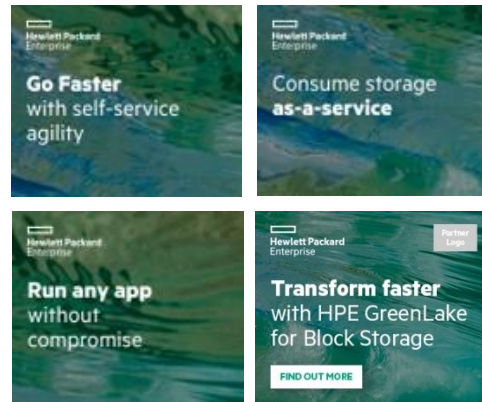 Hewlett Packard
Enterprise
Go Faster
with self-service
agility
Hewlett Packard
Enterprise
Consume storage
as-a-service
Hewlett Packard
Enterprise
Run any app
without
compromise
Hewlett Packard
Enterprise
Partner
Logo
Transform faster
with HPE GreenLake
for Block Storage
FIND OUT MORE